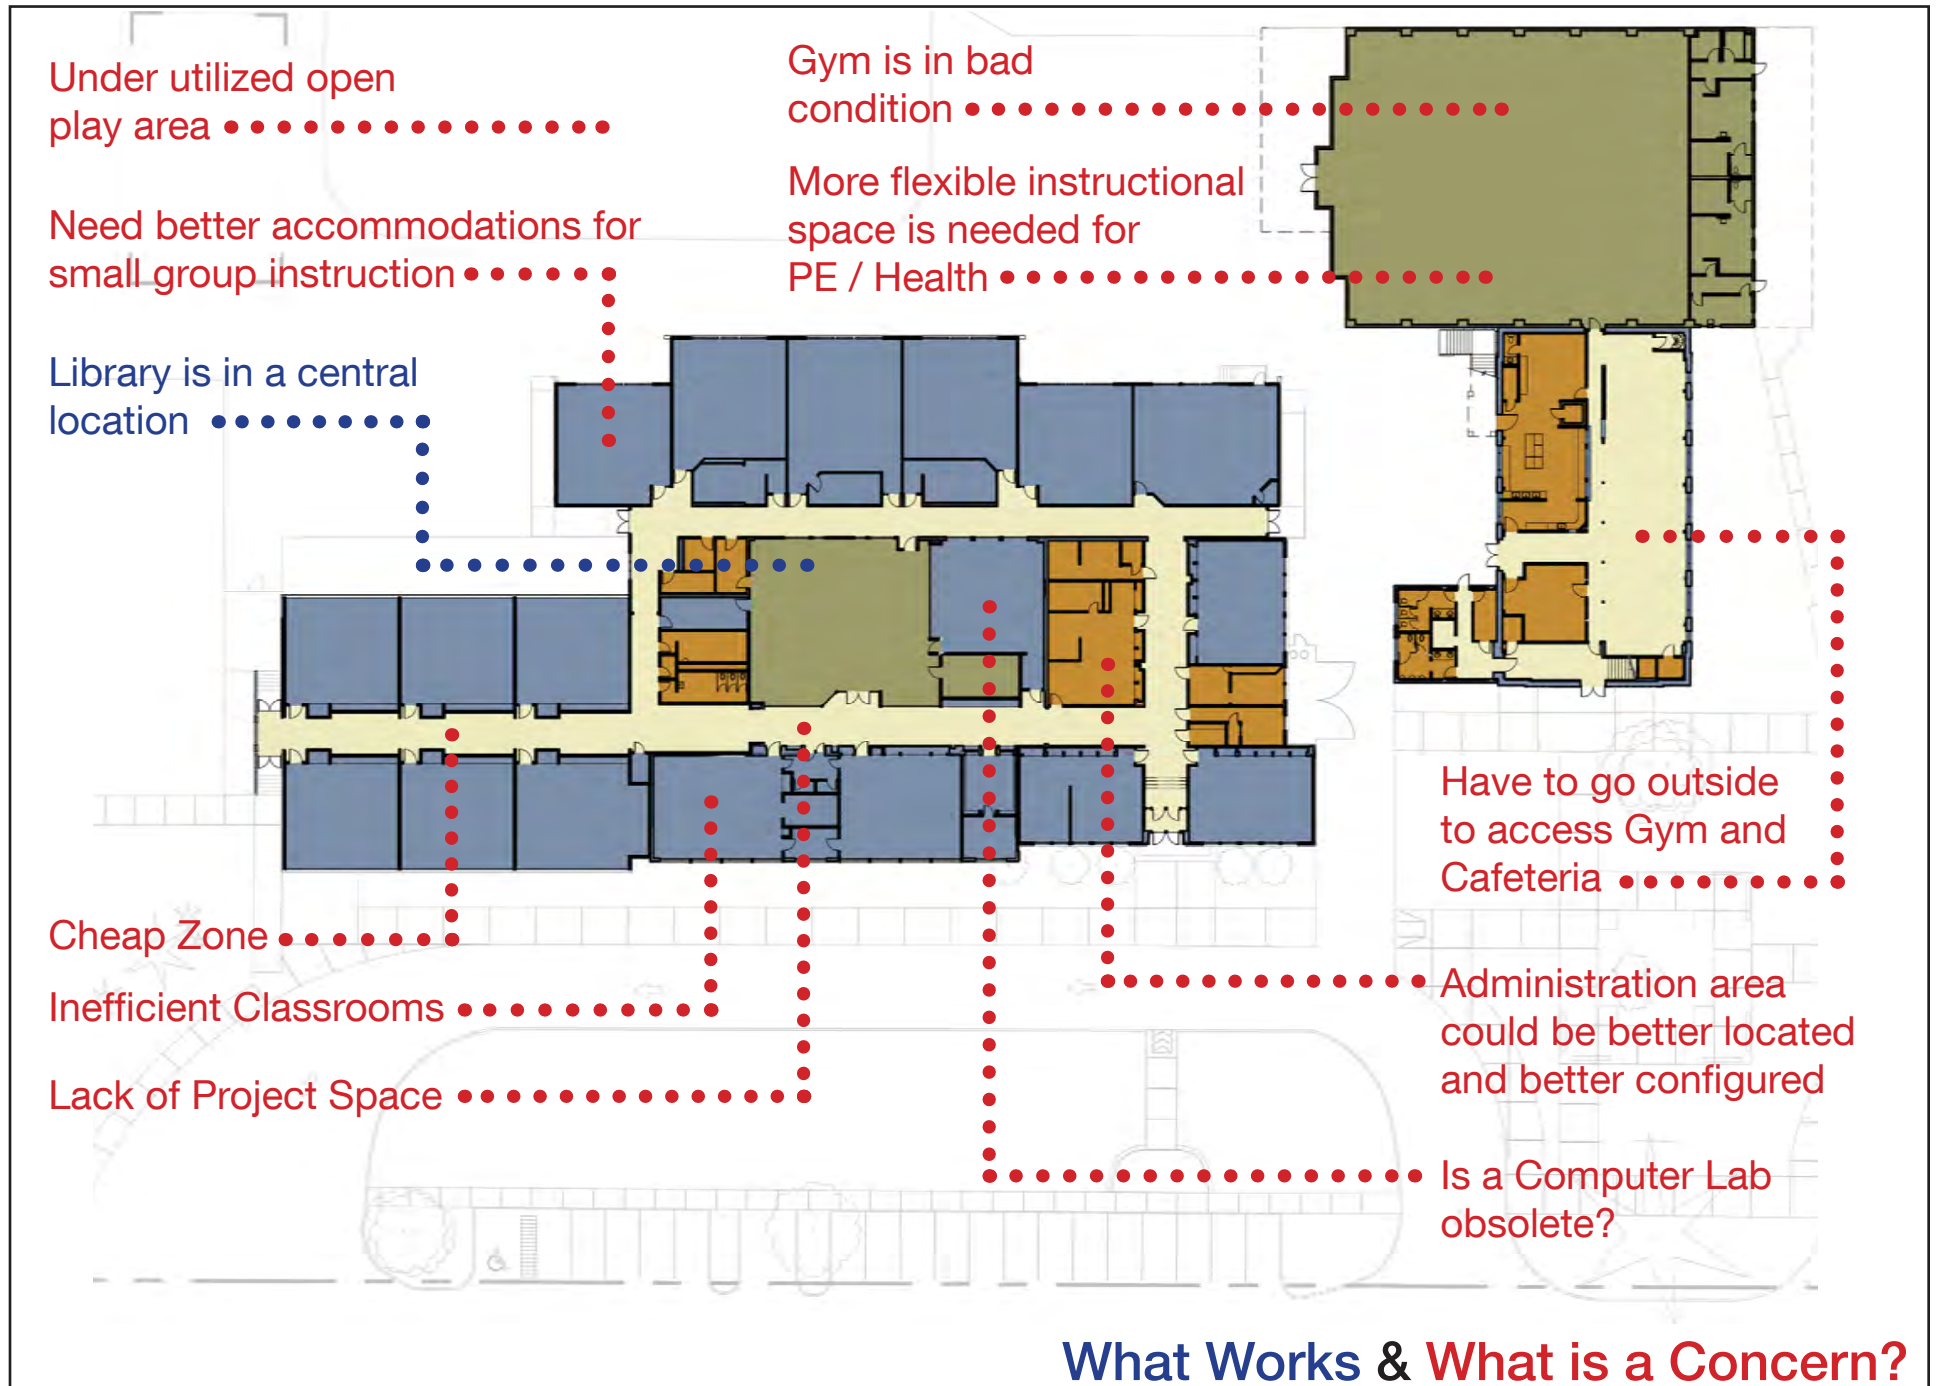 Under utilized open
play area
Need better accommodations for
small group instruction
Library is in a central
location
Gym is in bad
condition
More flexible instructional
space is needed for
PE / Health
Have to go outside
to access Gym and
Cafeteria
Cheap Zone
Inefficient Classrooms
Lack of Project Space
Administration area
could be better located
and better configured
Is a Computer Lab
obsolete?
What Works & What is a Concern?